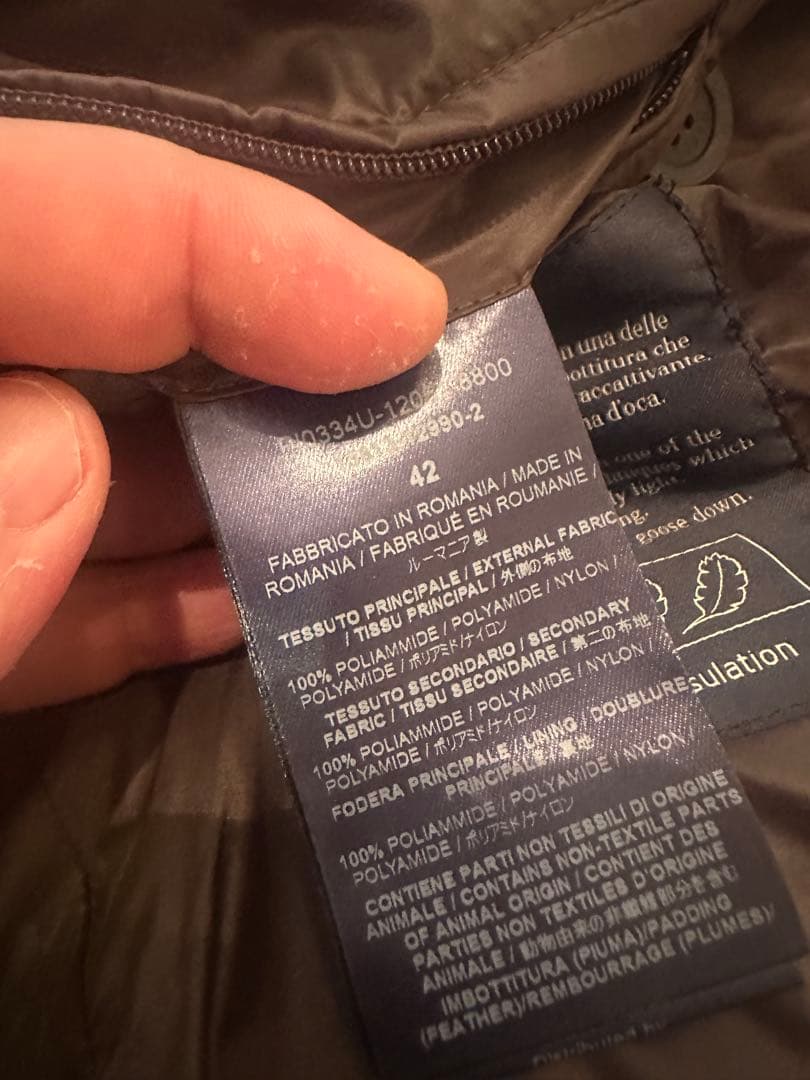 42
FABBRICATO IN ROMANIA / MADE IN
ROMANIA / FABRIQUÉ EN ROUMANIE /
ルーマニア製
TESSUTO PRINCIPALE / EXTERNAL FABRIC
/ TISSU PRINCIPAL / 外側の布地
100% POLIAMMIDE / POLYAMIDE / NYLON /
POLYAMIDE / ポリアミド/ナイロン
TESSUTO SECONDARIO / SECONDARY
FABRIC / TISSU SECONDAIRE / 第二の布地
100% POLIAMMIDE / POLYAMIDE / NYLON /
POLYAMIDE / ポリアミド/ナイロン
FODERA PRINCIPALE / LINING / DOUBLURE
PRINCIPALE / 裏地
100% POLIAMMIDE / POLYAMIDE / NYLON /
POLYAMIDE / ポリアミド/ナイロン
CONTIENE PARTI NON TESSILI DI ORIGINE
ANIMALE / CONTAINS NON-TEXTILE PARTS
OF ANIMAL ORIGIN / CONTIENT DES
PARTIES NON TEXTILES D'ORIGINE
ANIMALE / 動物由来の非繊維部分を含む
IMBOTTITURA (PIUMA)/PADDING
(FEATHER)/REMBOURRAGE (PLUMES)
una delle
che
accattivante.
d'oca.
one of the
which
light.
goose down.